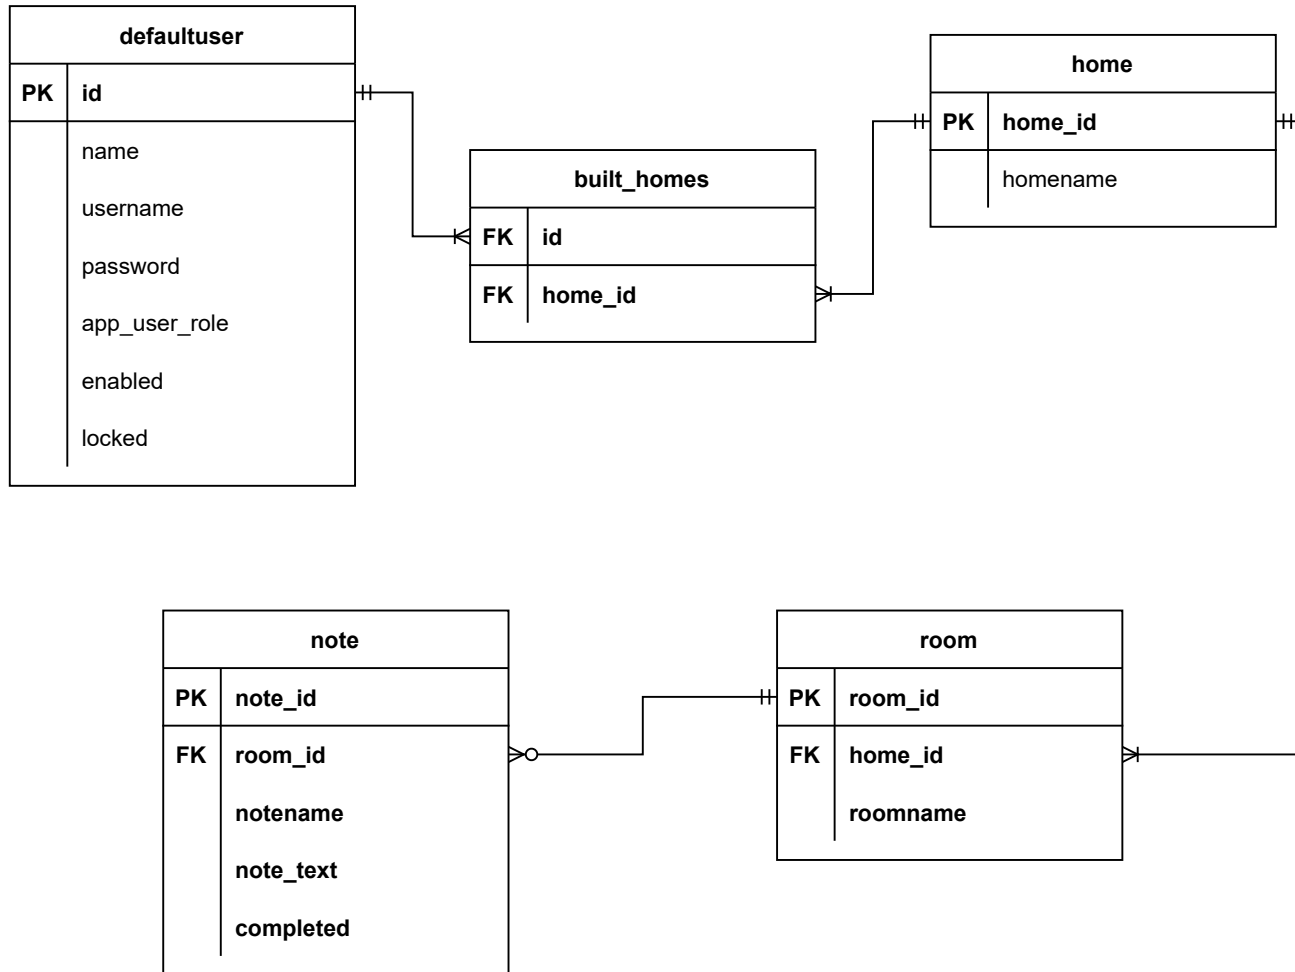 defaultuser
PK id
name
username
password
app_user_role
enabled
locked
built_homes
FK id
FK home_id
home
PK home_id
homename
note
PK note_id
FK room_id
notename
note_text
completed
room
PK room_id
FK home_id
roomname